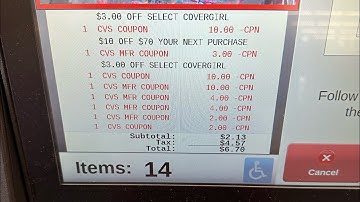 $3.00 OFF SELECT COVERGIRL
1 CVS COUPON 10.00 -CPN
$10 OFF $70 YOUR NEXT PURCHASE
1 CVS MFR COUPON 3.00 -CPN
$3.00 OFF SELECT COVERGIRL
1 CVS COUPON 10.00 -CPN
1 CVS MFR COUPON 10.00 -CPN
1 CVS MFR COUPON 4.00 -CPN
1 CVS MFR COUPON 4.00 -CPN
1 CVS MFR COUPON 2.00 -CPN
1 CVS COUPON 2.00 -CPN
Subtotal: $2.13
Tax: $4.57
Total: $6.70
Items: 14
Follow
Cancel